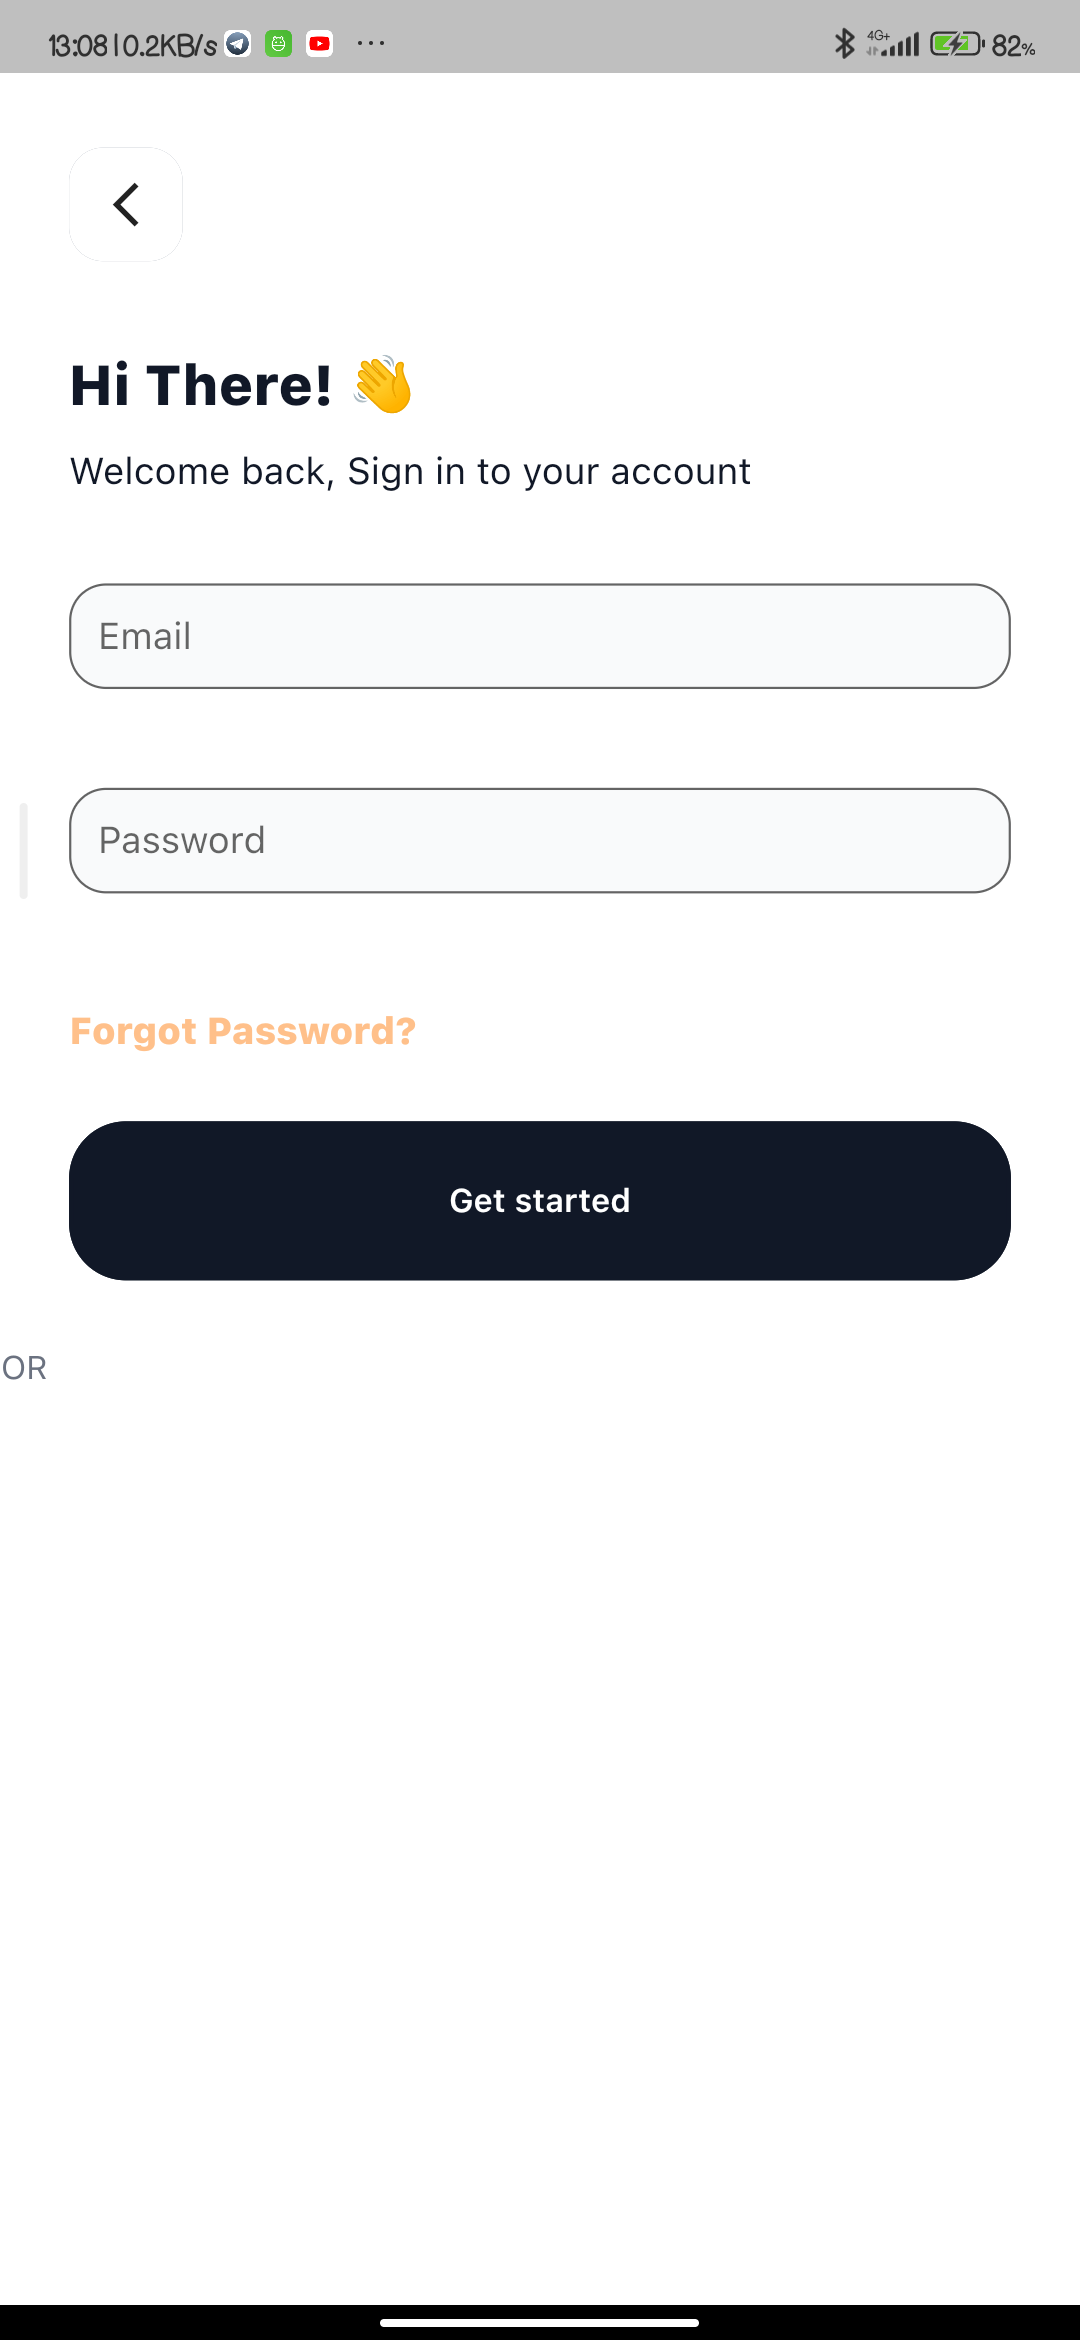 13:08 | 0.2KB/s ... 4G+ 82%
Hi There! 👋
Welcome back, Sign in to your account
Email
Password
Forgot Password?
Get started
OR